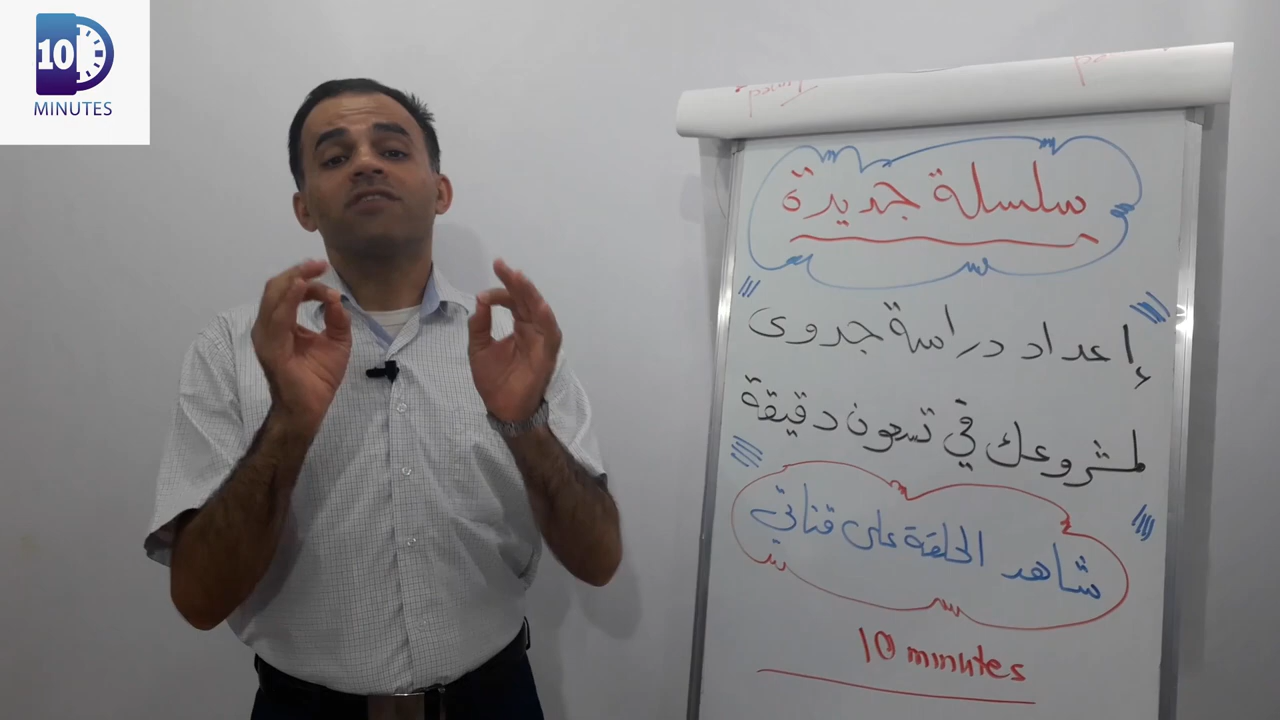 10
MINUTES
سلسلة جديدة
إعداد دراسة جدوى
لمشروعك في تسعون دقيقة
شاهد الحلقة على قناتي
10 minutes